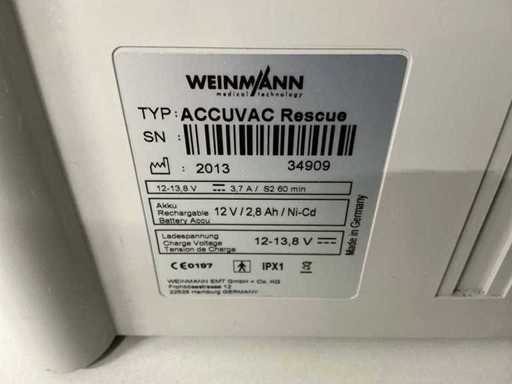 WEINMANN
medical technology
TYP: ACCUVAC Rescue
SN :
2013 34909
12-13,8 V 3,7 A / S2 60 min
Akku
Rechargable
Battery Accu
12 V / 2,8 Ah / Ni-Cd
Ladespannung
Charge Voltage
Tension de Charge
12-13,8 V
Made in Germany
CE0197 IPX1
WEINMANN EMT GmbH + Co. KG
Frohsdaestrasse 12
22525 Hamburg GERMANY